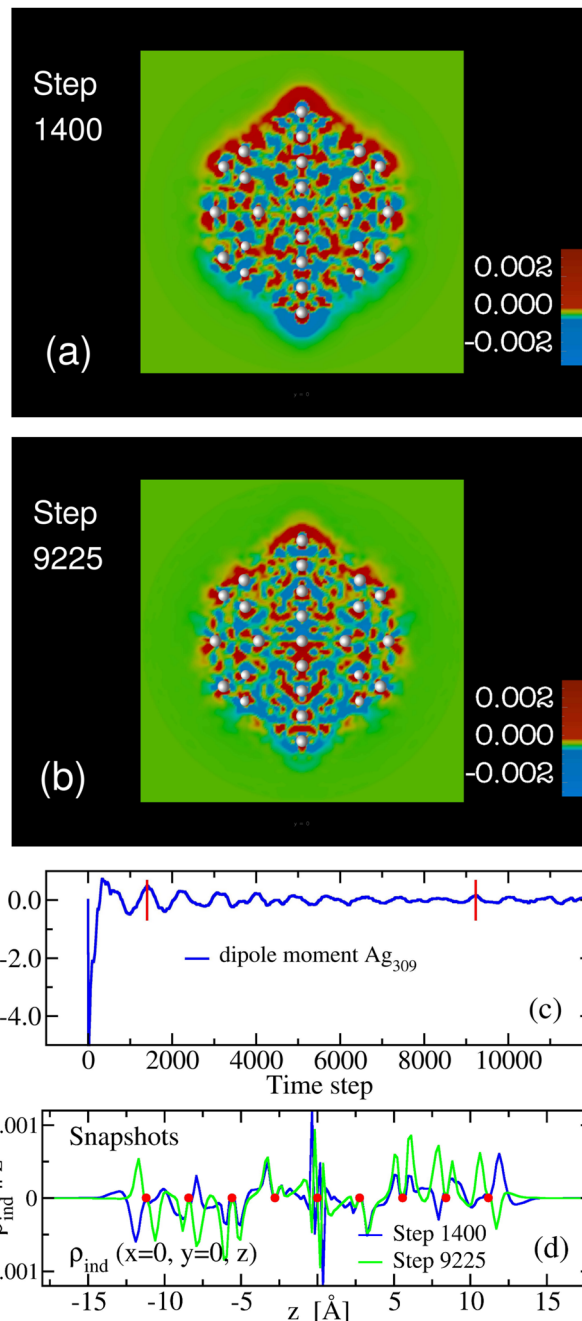 Step
1400
0.002
0.000
-0.002
(a)
y = 0
Step
9225
0.002
0.000
-0.002
(b)
y = 0
0.0
-2.0
-4.0
dipole moment Ag309
(c)
0 2000 4000 6000 8000 10000
Time step
.001
0
.001
Snapshots
ρind (x=0, y=0, z)
Step 1400
Step 9225
(d)
-15 -10 -5 0 5 10 15
z [Å]